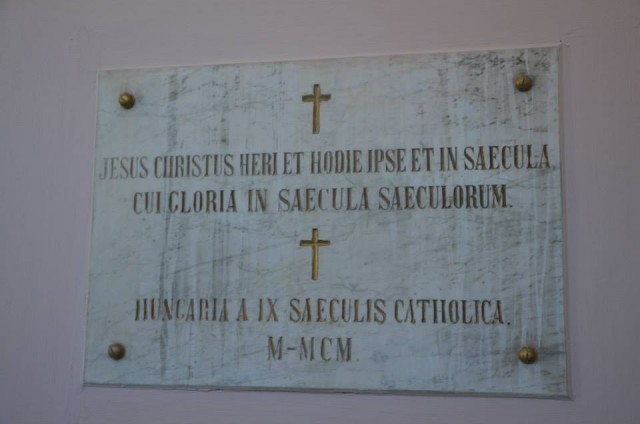 JESUS CHRISTUS HERI ET HODIE IPSE ET IN SAECULA
CUI GLORIA IN SAECULA SAECULORUM.
HUNGARIA A IX SAECULIS CATHOLICA.
M-MCM